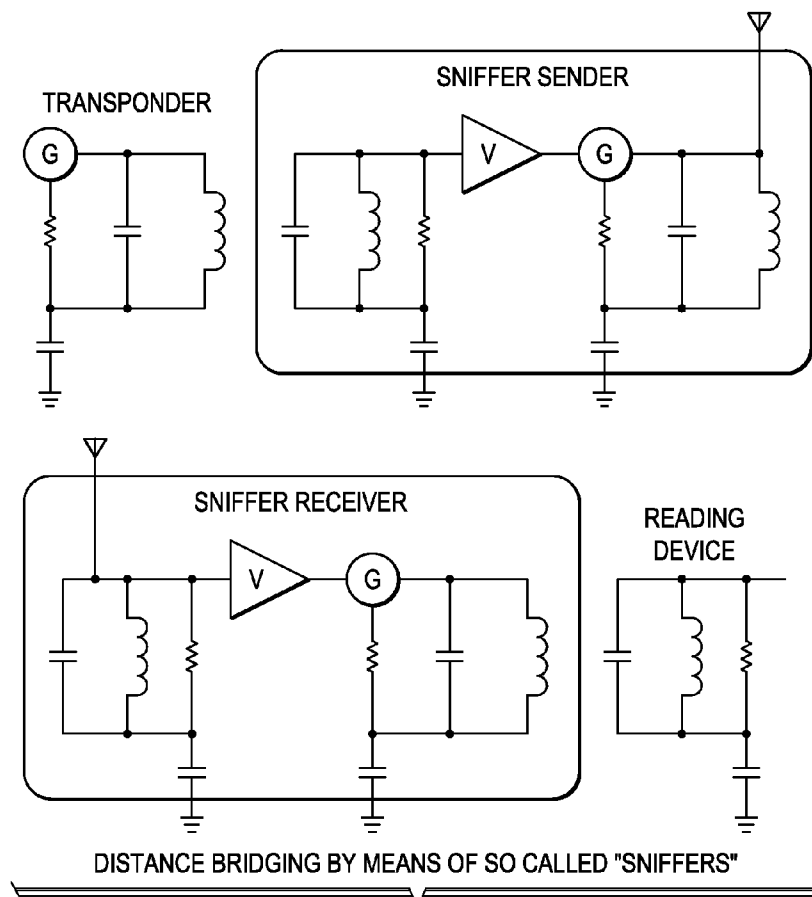 SNIFFER SENDER
TRANSPONDER
G
V
G
SNIFFER RECEIVER
READING
DEVICE
V
G
DISTANCE BRIDGING BY MEANS OF SO CALLED "SNIFFERS"